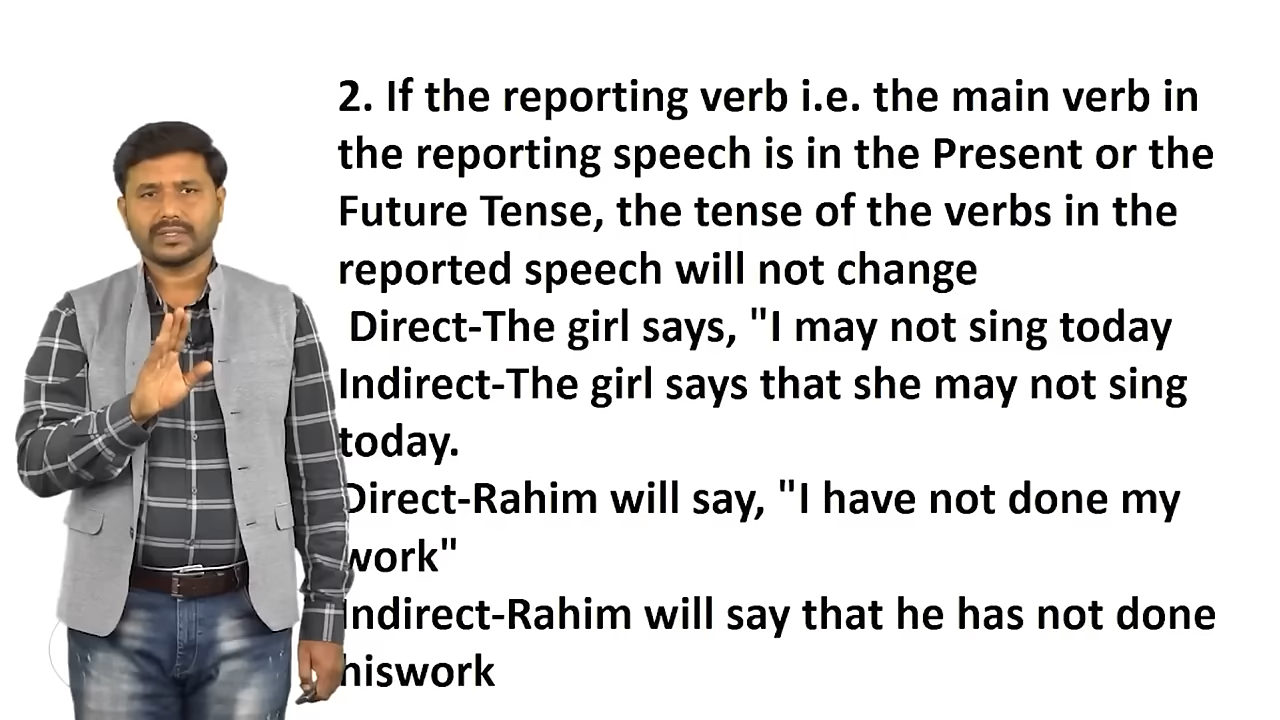 2. If the reporting verb i.e. the main verb in
the reporting speech is in the Present or the
Future Tense, the tense of the verbs in the
reported speech will not change
Direct-The girl says, "I may not sing today
Indirect-The girl says that she may not sing
today.
Direct-Rahim will say, "I have not done my
work"
Indirect-Rahim will say that he has not done
hiswork